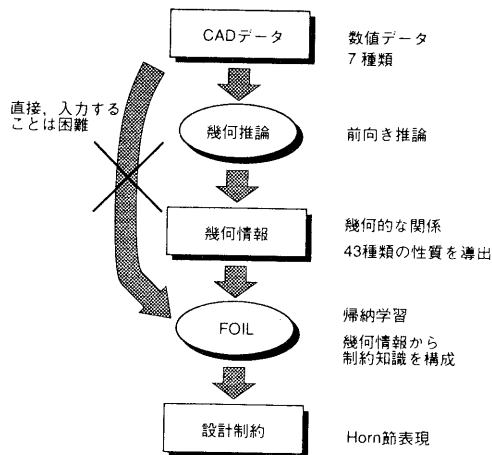 CADデータ
数値データ
7種類
直接，入力する
ことは困難
幾何推論
前向き推論
幾何情報
幾何的な関係
43種類の性質を導出
FOIL
帰納学習
幾何情報から
制約知識を構成
設計制約
Horn節表現